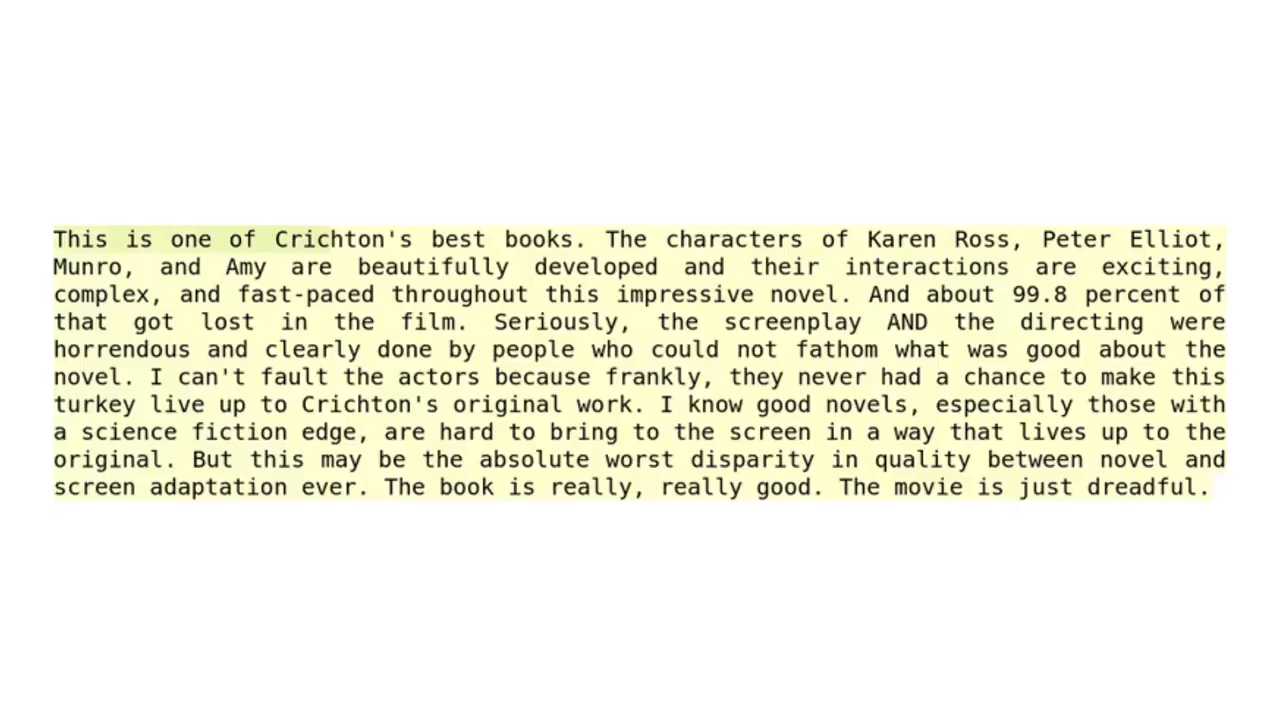 This is one of Crichton's best books. The characters of Karen Ross, Peter Elliot,
Munro, and Amy are beautifully developed and their interactions are exciting,
complex, and fast-paced throughout this impressive novel. And about 99.8 percent of
that got lost in the film. Seriously, the screenplay AND the directing were
horrendous and clearly done by people who could not fathom what was good about the
novel. I can't fault the actors because frankly, they never had a chance to make this
turkey live up to Crichton's original work. I know good novels, especially those with
a science fiction edge, are hard to bring to the screen in a way that lives up to the
original. But this may be the absolute worst disparity in quality between novel and
screen adaptation ever. The book is really, really good. The movie is just dreadful.